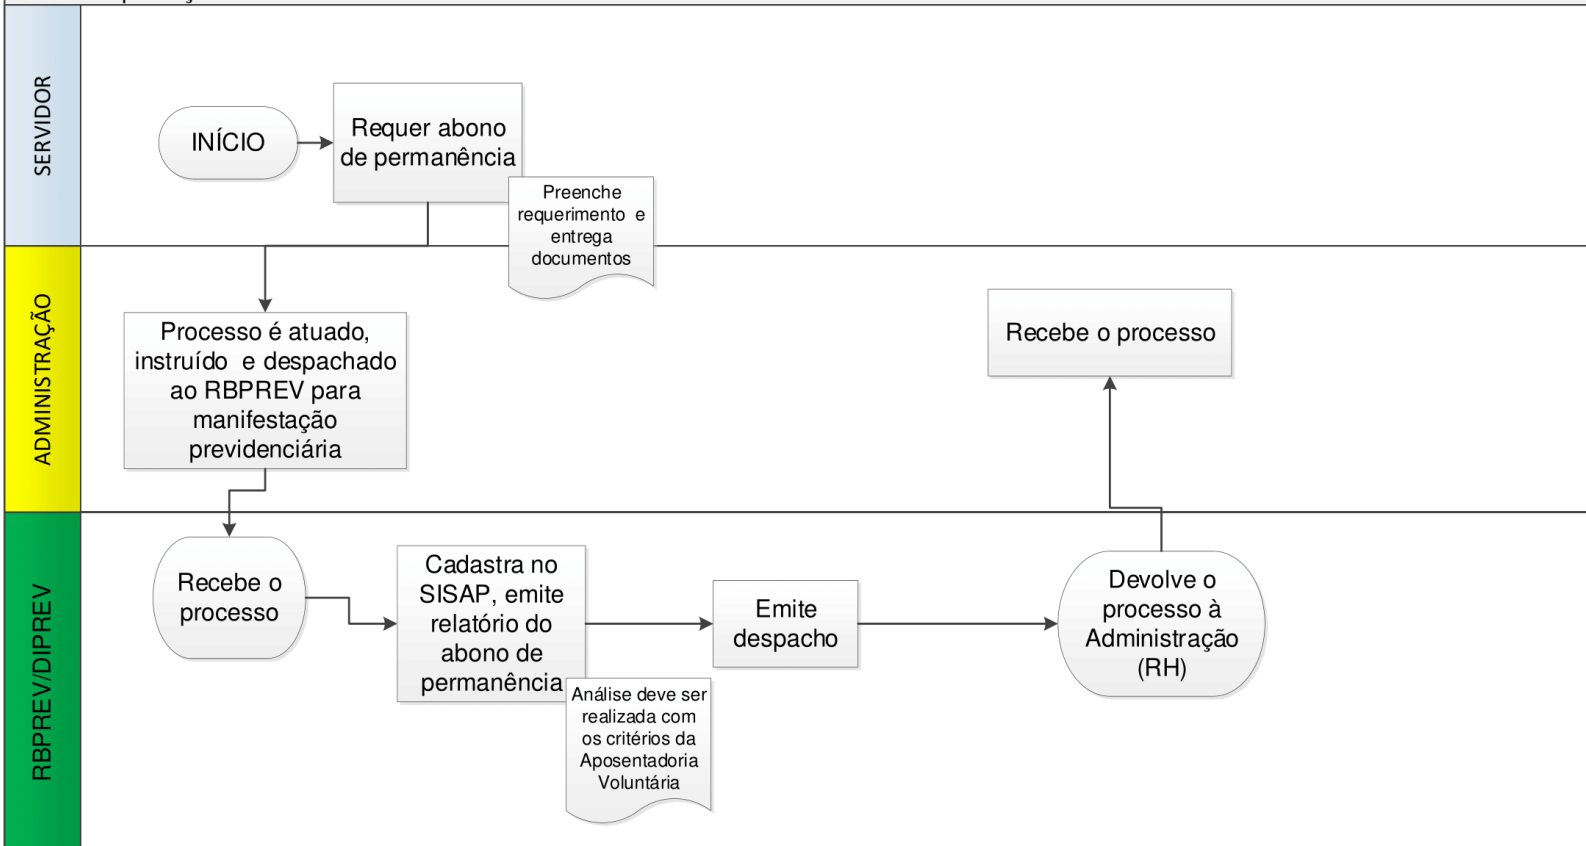 SERVIDOR
INÍCIO
Requer abono
de permanência
Preenche
requerimento e
entrega
documentos
ADMINISTRAÇÃO
Processo é atuado,
instruído e despachado
ao RBPREV para
manifestação
previdenciária
Recebe o processo
RBPREV/DIPREV
Recebe o
processo
Cadastra no
SISAP, emite
relatório do
abono de
permanência
Análise deve ser
realizada com
os critérios da
Aposentadoria
Voluntária
Emite
despacho
Devolve o
processo à
Administração
(RH)